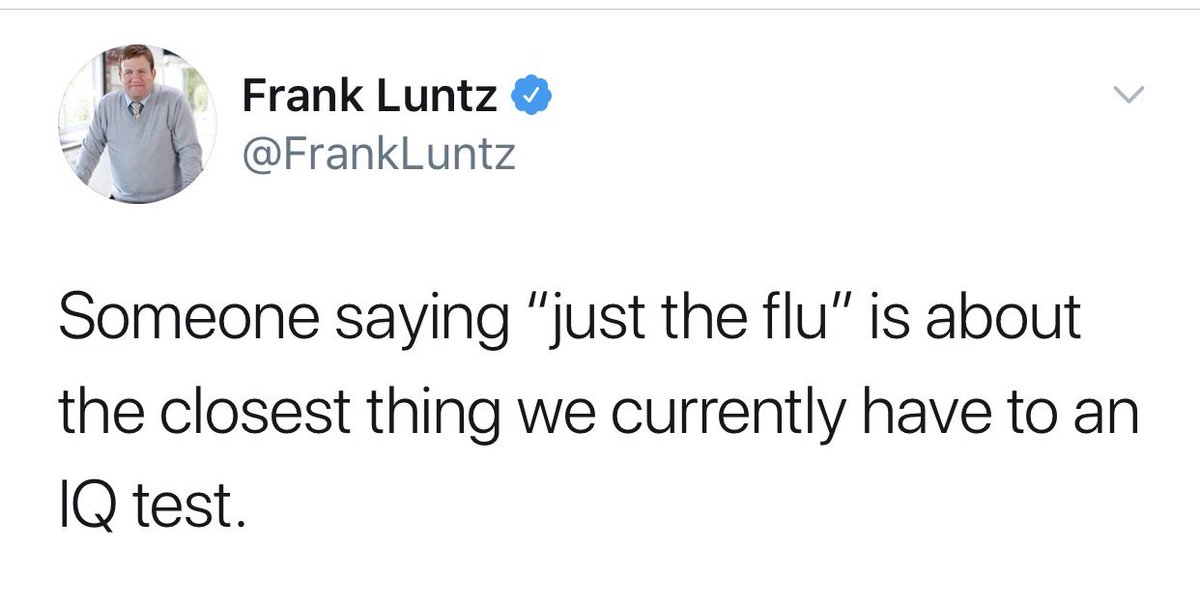 Frank Luntz
@FrankLuntz
Someone saying “just the flu” is about
the closest thing we currently have to an
IQ test.